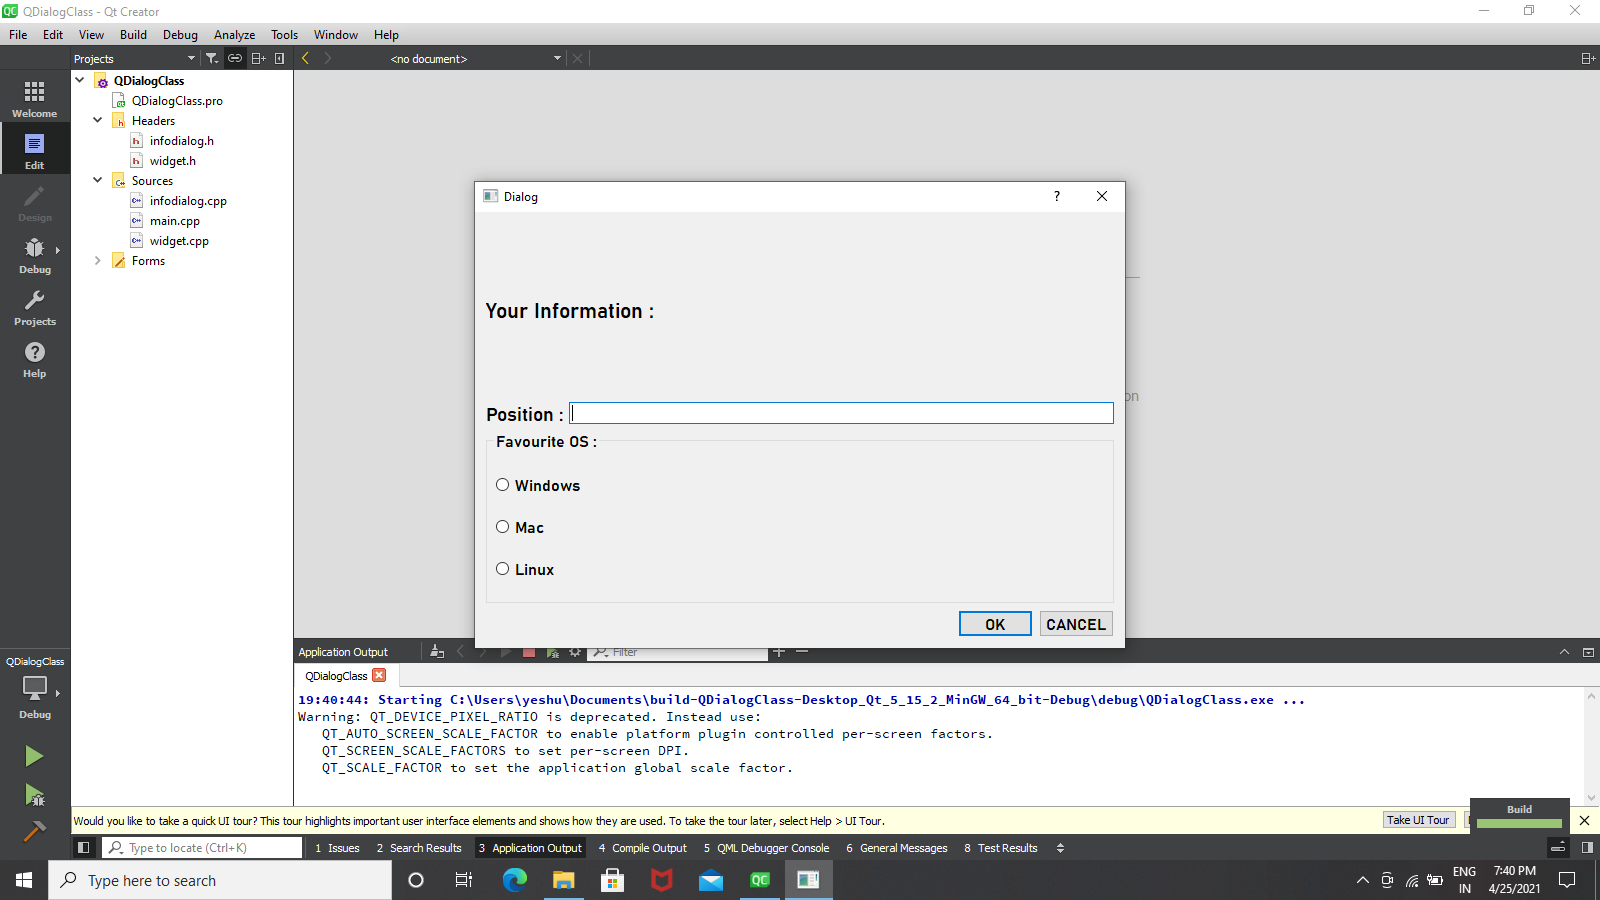 QDialogClass - Qt Creator
File Edit View Build Debug Analyze Tools Window Help
Projects
<no document>
Welcome
Edit
Design
Debug
Projects
Help
QDialogClass
QDialogClass.pro
Headers
infodialog.h
widget.h
Sources
infodialog.cpp
main.cpp
widget.cpp
Forms
Dialog
?
Your Information :
Position :
Favourite OS :
Windows
Mac
Linux
OK CANCEL
on
QDialogClass
Debug
Application Output
Filter
QDialogClass
19:40:44: Starting C:\Users\yeshu\Documents\build-QDialogClass-Desktop_Qt_5_15_2_MinGW_64_bit-Debug\debug\QDialogClass.exe ...
Warning: QT_DEVICE_PIXEL_RATIO is deprecated. Instead use:
QT_AUTO_SCREEN_SCALE_FACTOR to enable platform plugin controlled per-screen factors.
QT_SCREEN_SCALE_FACTORS to set per-screen DPI.
QT_SCALE_FACTOR to set the application global scale factor.
Build
Would you like to take a quick UI tour? This tour highlights important user interface elements and shows how they are used. To take the tour later, select Help > UI Tour.
Take UI Tour
Type to locate (Ctrl+K)
1 Issues 2 Search Results 3 Application Output 4 Compile Output 5 QML Debugger Console 6 General Messages 8 Test Results
Type here to search
QC
ENG
IN
7:40 PM
4/25/2021